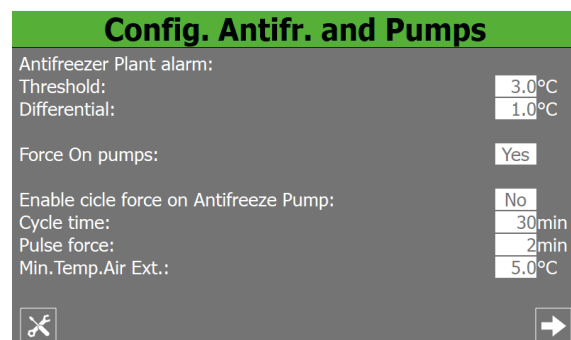 Config. Antifr. and Pumps
Antifreezer Plant alarm:
Threshold: 3.0°C
Differential: 1.0°C
Force On pumps: Yes
Enable cicle force on Antifreeze Pump: No
Cycle time: 30min
Pulse force: 2min
Min.Temp.Air Ext.: 5.0°C